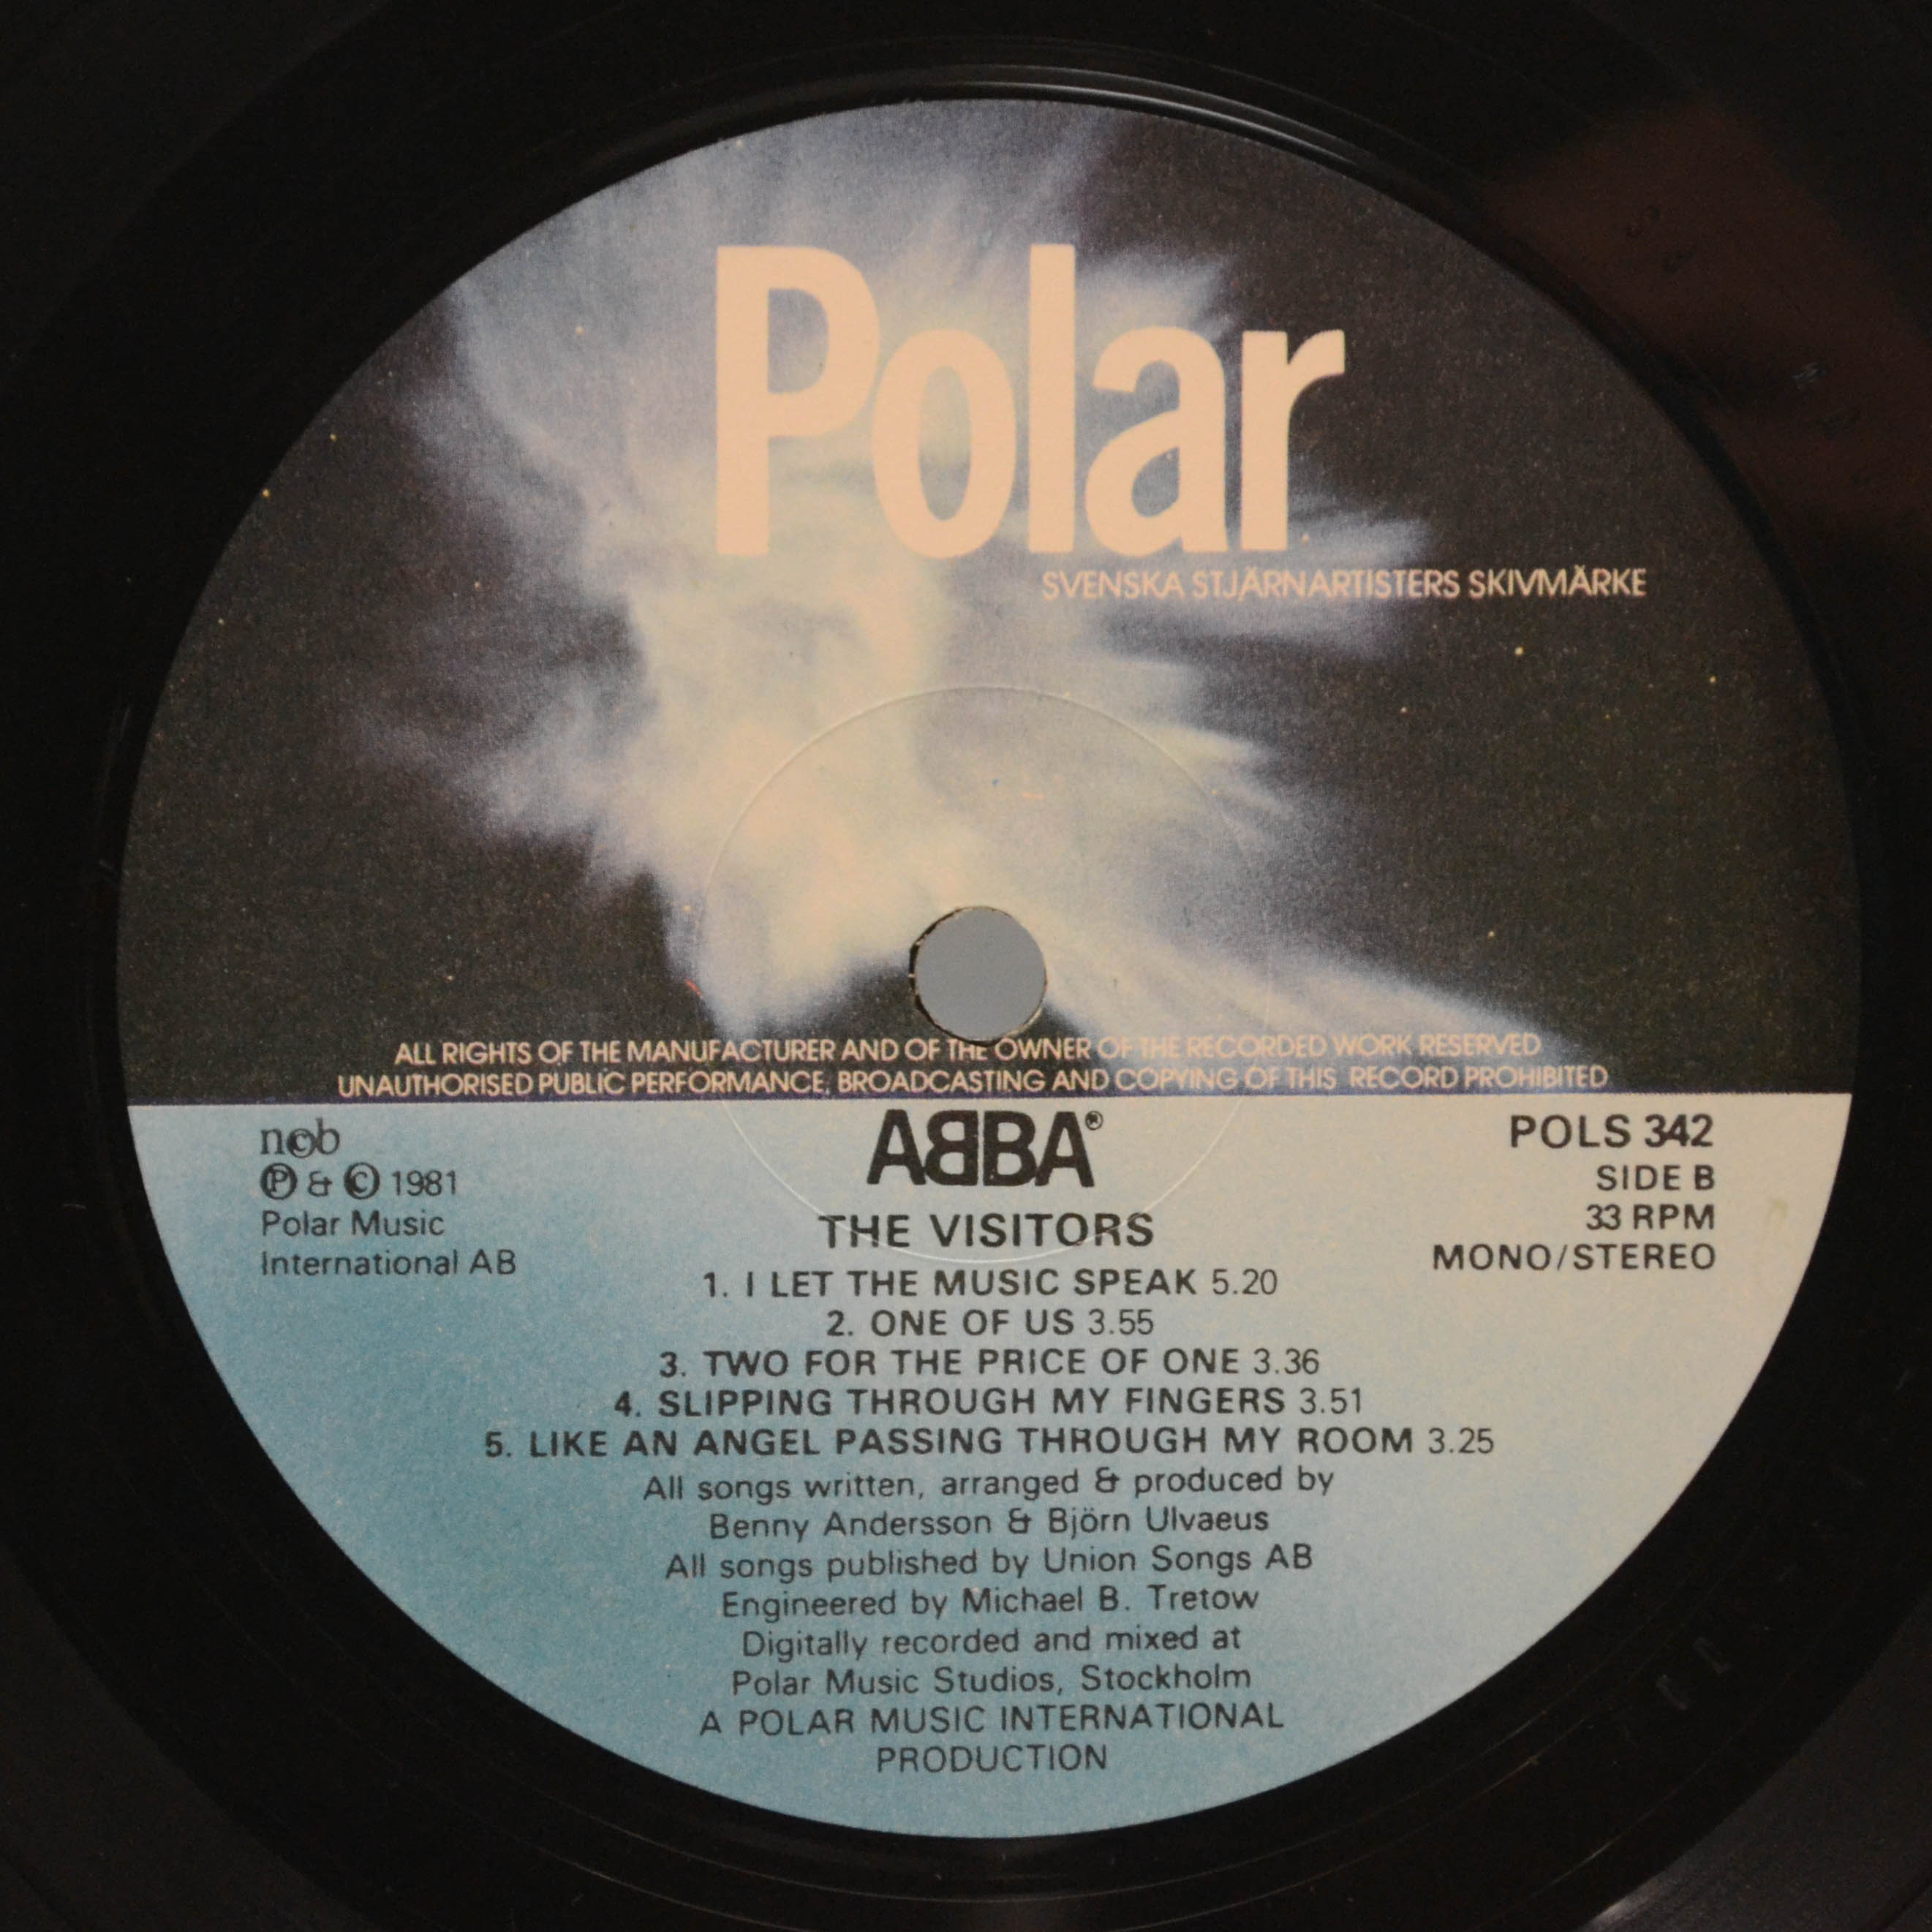 Polar
SVENSKA STJÄRNARTISTERS SKIVMÄRKE
ALL RIGHTS OF THE MANUFACTURER AND OF THE OWNER OF THE RECORDED WORK RESERVED
UNAUTHORISED PUBLIC PERFORMANCE, BROADCASTING AND COPYING OF THIS RECORD PROHIBITED
ncb
Ⓟ & © 1981
Polar Music
International AB
ABBA®
THE VISITORS
POLS 342
SIDE B
33 RPM
MONO/STEREO
1. I LET THE MUSIC SPEAK 5.20
2. ONE OF US 3.55
3. TWO FOR THE PRICE OF ONE 3.36
4. SLIPPING THROUGH MY FINGERS 3.51
5. LIKE AN ANGEL PASSING THROUGH MY ROOM 3.25
All songs written, arranged & produced by
Benny Andersson & Björn Ulvaeus
All songs published by Union Songs AB
Engineered by Michael B. Tretow
Digitally recorded and mixed at
Polar Music Studios, Stockholm
A POLAR MUSIC INTERNATIONAL
PRODUCTION